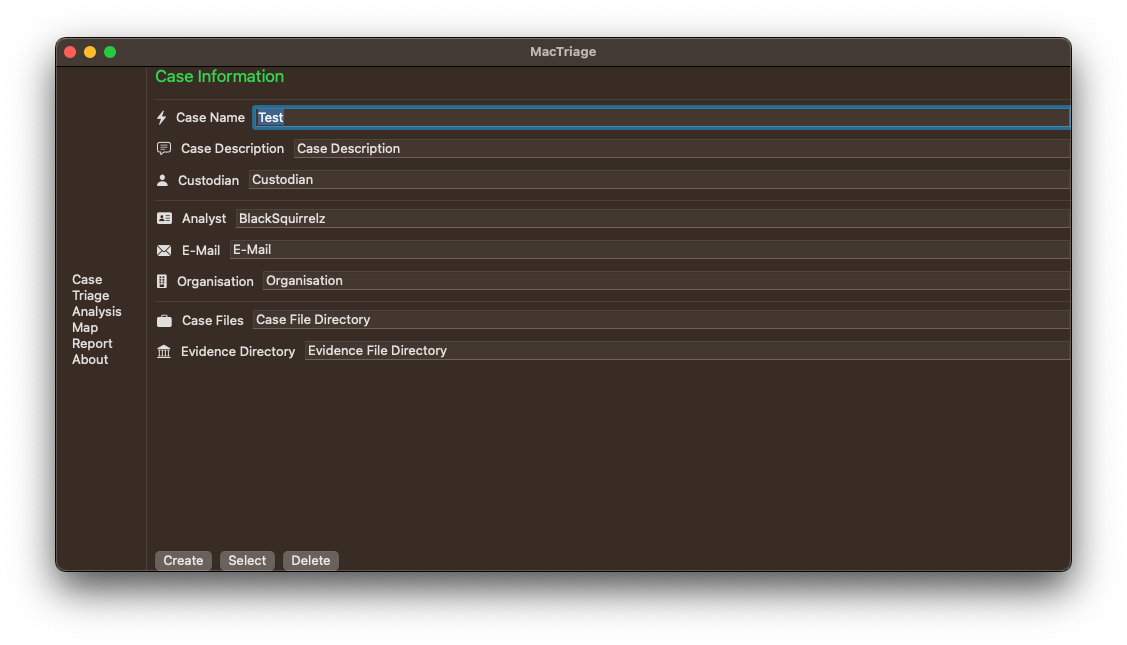 MacTriage
Case
Triage
Analysis
Map
Report
About
Case Information
Case Name Test
Case Description Case Description
Custodian Custodian
Analyst BlackSquirrelz
E-Mail E-Mail
Organisation Organisation
Case Files Case File Directory
Evidence Directory Evidence File Directory
Create Select Delete